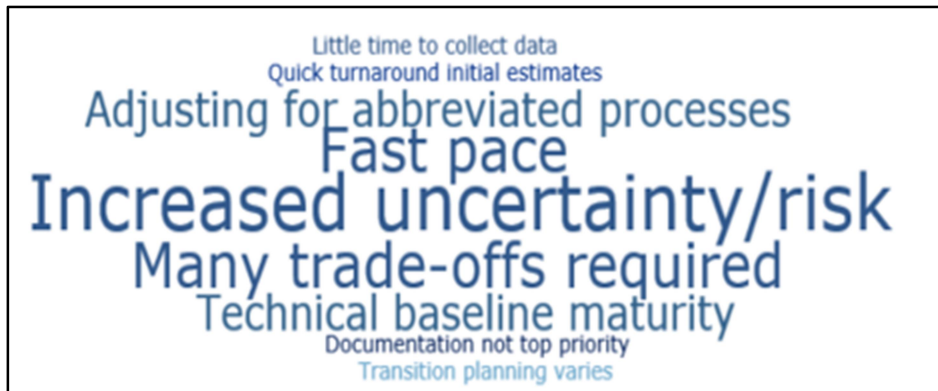 Little time to collect data
Quick turnaround initial estimates
Adjusting for abbreviated processes
Fast pace
Increased uncertainty/risk
Many trade-offs required
Technical baseline maturity
Documentation not top priority
Transition planning varies